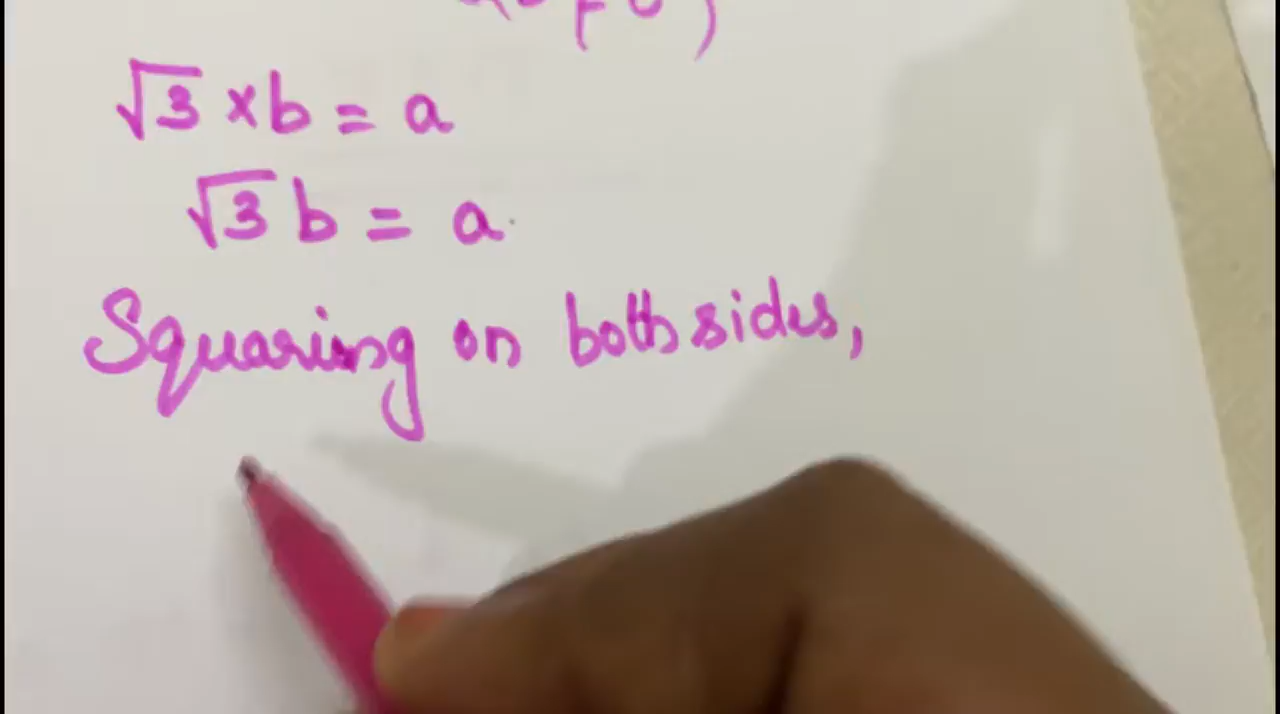 √3 × b = a
√3 b = a.
Squaring on both sides,